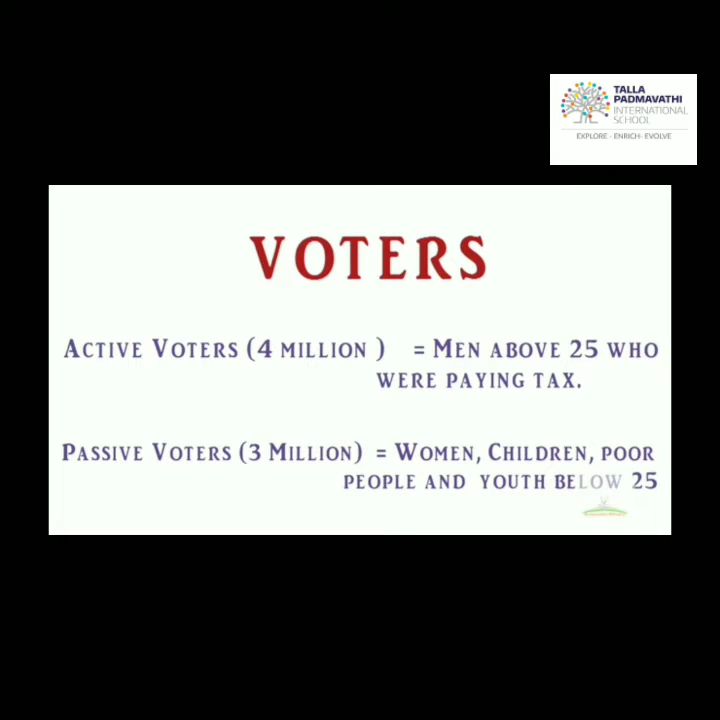 TALLA
PADMAVATHI
INTERNATIONAL
SCHOOL
EXPLORE - ENRICH- EVOLVE
VOTERS
ACTIVE VOTERS (4 MILLION ) = MEN ABOVE 25 WHO
WERE PAYING TAX.
PASSIVE VOTERS (3 MILLION) = WOMEN, CHILDREN, POOR
PEOPLE AND YOUTH BELOW 25